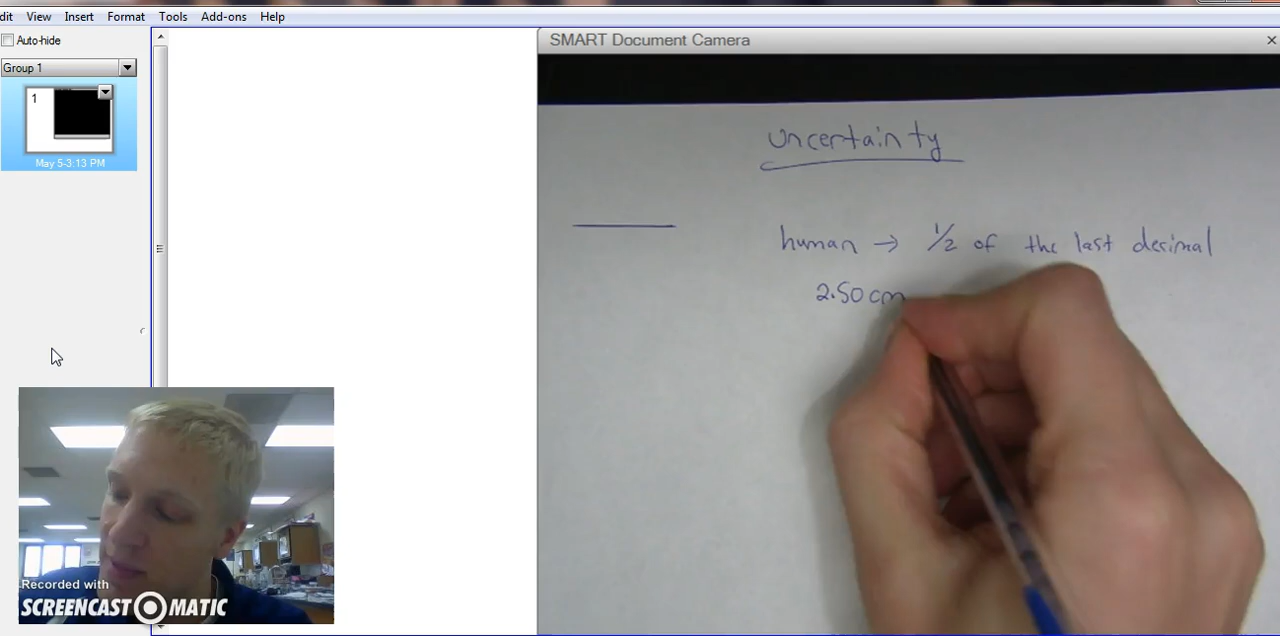 dit View Insert Format Tools Add-ons Help
Auto-hide
Group 1
1
May 5-3:13 PM
SMART Document Camera
Uncertainty
human → 1/2 of the last decimal
2.50 cm
Recorded with
SCREENCAST MATIC